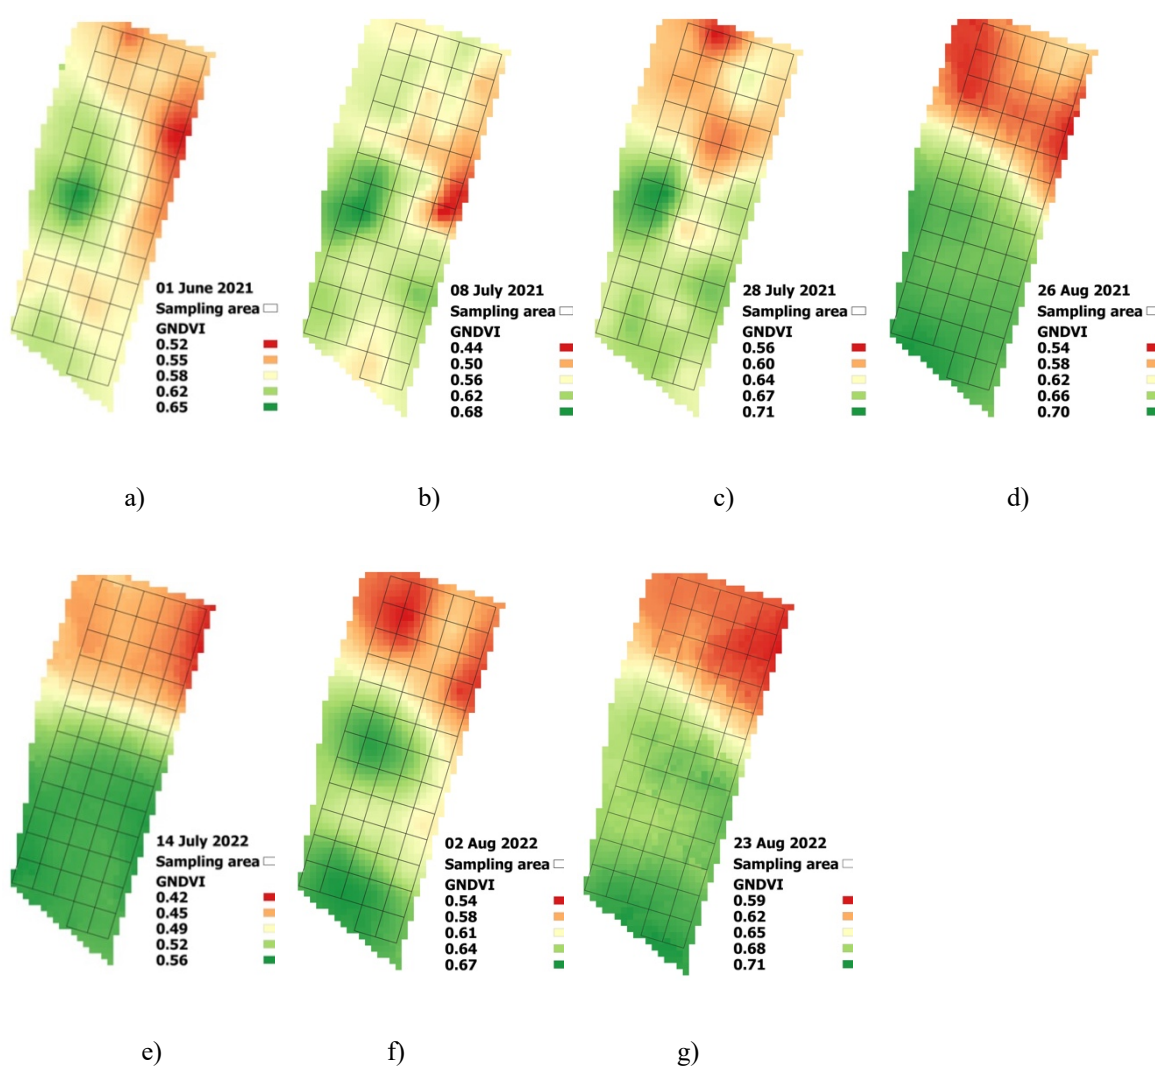 01 June 2021
Sampling area
GNDVI
0.52
0.55
0.58
0.62
0.65
08 July 2021
Sampling area
GNDVI
0.44
0.50
0.56
0.62
0.68
28 July 2021
Sampling area
GNDVI
0.56
0.60
0.64
0.67
0.71
26 Aug 2021
Sampling area
GNDVI
0.54
0.58
0.62
0.66
0.70
a)
b)
c)
d)
14 July 2022
Sampling area
GNDVI
0.42
0.45
0.49
0.52
0.56
02 Aug 2022
Sampling area
GNDVI
0.54
0.58
0.61
0.64
0.67
23 Aug 2022
Sampling area
GNDVI
0.59
0.62
0.65
0.68
0.71
e)
f)
g)